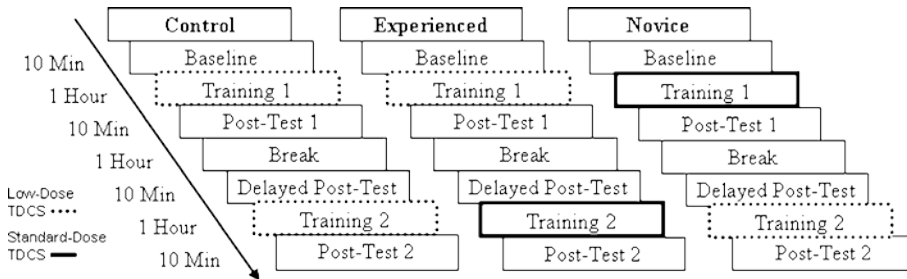 Control
Experienced
Novice
Baseline
Baseline
Baseline
10 Min
Training 1
Training 1
Training 1
1 Hour
Post-Test 1
Post-Test 1
Post-Test 1
10 Min
Break
Break
Break
1 Hour
Delayed Post-Test
Delayed Post-Test
Delayed Post-Test
10 Min
Training 2
Training 2
Training 2
1 Hour
Post-Test 2
Post-Test 2
Post-Test 2
10 Min
Low-Dose
TDCS
Standard-Dose
TDCS